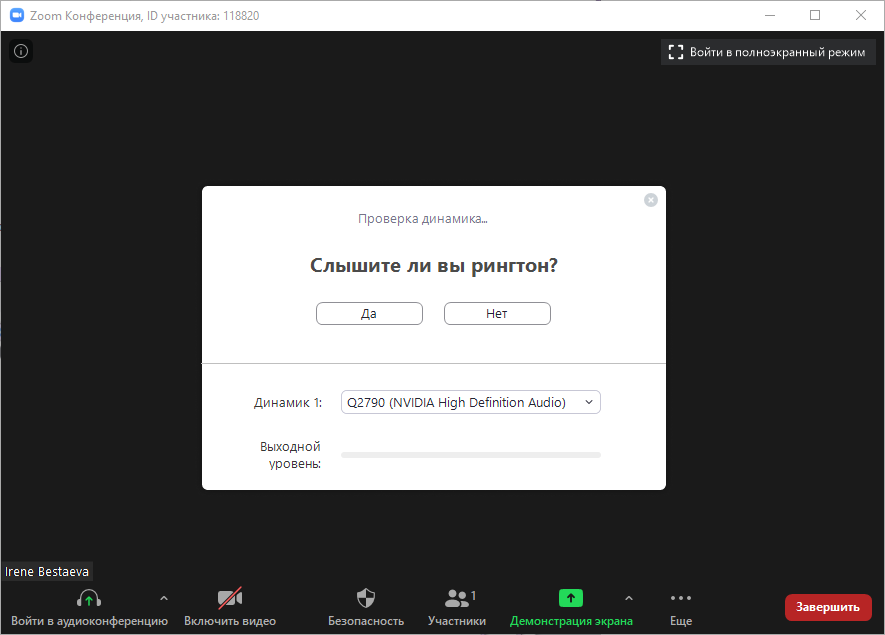 Zoom Конференция, ID участника: 118820
Войти в полноэкранный режим
Проверка динамика...
Слышите ли вы рингтон?
Да
Нет
Динамик 1:
Q2790 (NVIDIA High Definition Audio)
Выходной
уровень:
Irene Bestaeva
1
Войти в аудиоконференцию
Включить видео
Безопасность
Участники
Демонстрация экрана
Еще
Завершить